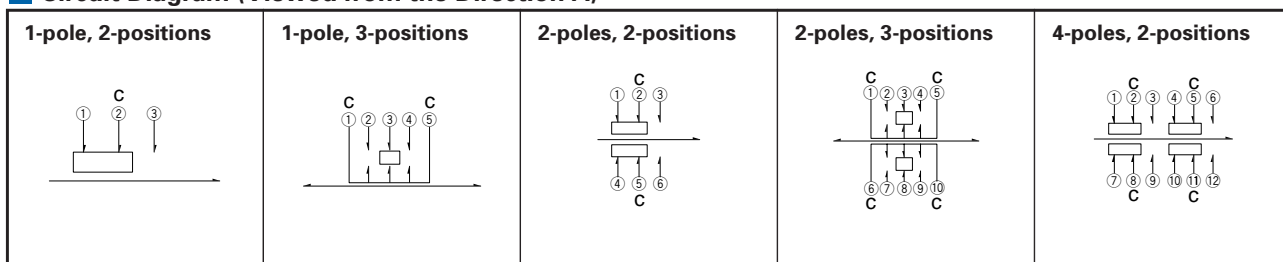 Circuit Diagram (Viewed from the Direction A)
1-pole, 2-positions
1-pole, 3-positions
2-poles, 2-positions
2-poles, 3-positions
4-poles, 2-positions
C
① ② ③
C C
① ② ③ ④ ⑤
C
① ② ③
④ ⑤ ⑥
C
C C
① ② ③ ④ ⑤
⑥ ⑦ ⑧ ⑨ ⑩
C C
C C
① ② ③ ④ ⑤ ⑥
⑦ ⑧ ⑨ ⑩ ⑪ ⑫
C C